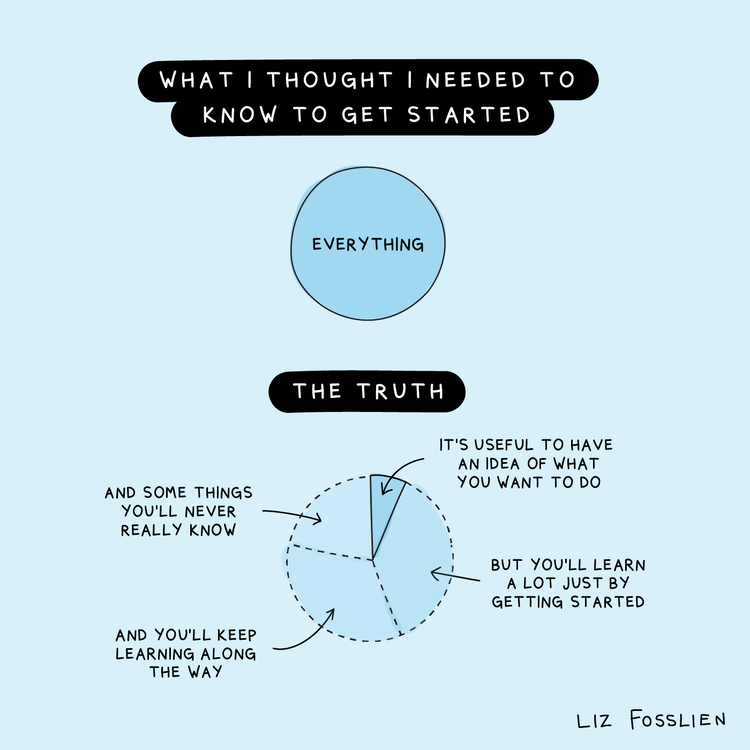 WHAT I THOUGHT I NEEDED TO
KNOW TO GET STARTED
EVERYTHING
THE TRUTH
IT'S USEFUL TO HAVE
AN IDEA OF WHAT
YOU WANT TO DO
BUT YOU'LL LEARN
A LOT JUST BY
GETTING STARTED
AND YOU'LL KEEP
LEARNING ALONG
THE WAY
AND SOME THINGS
YOU'LL NEVER
REALLY KNOW
LIZ FOSSLIEN